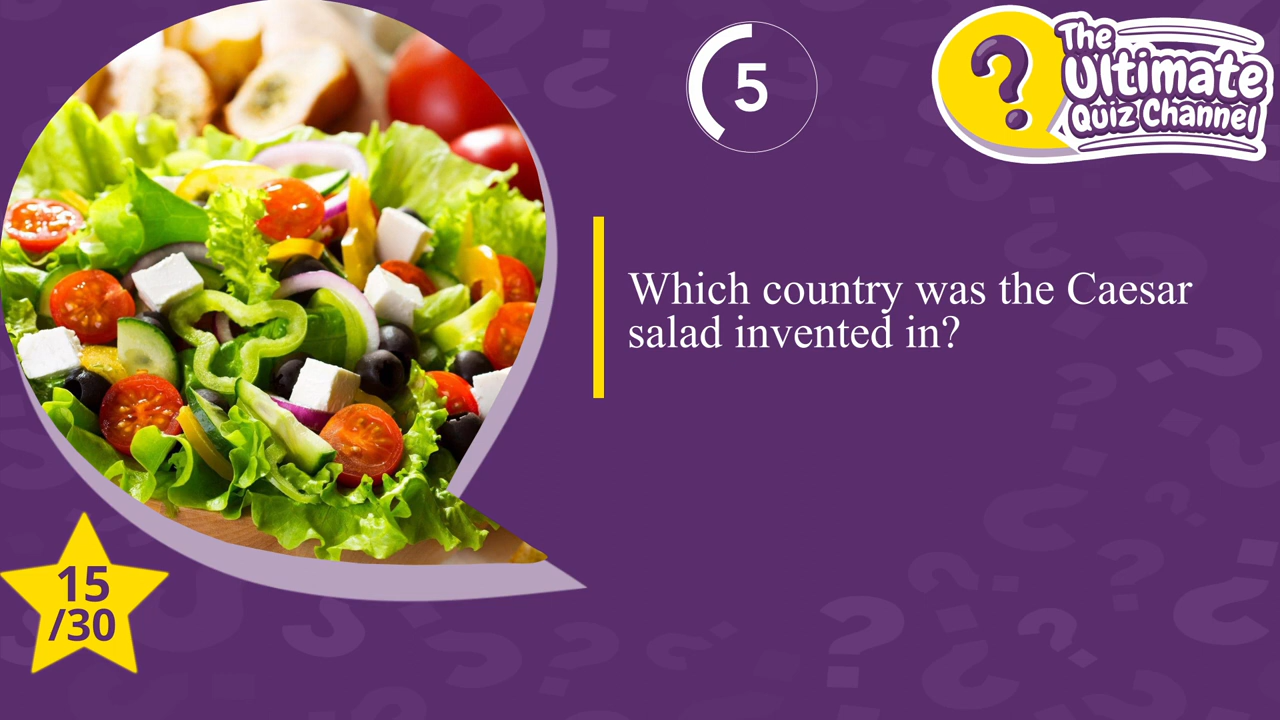 5
The
Ultimate
Quiz Channel
Which country was the Caesar
salad invented in?
15
/30